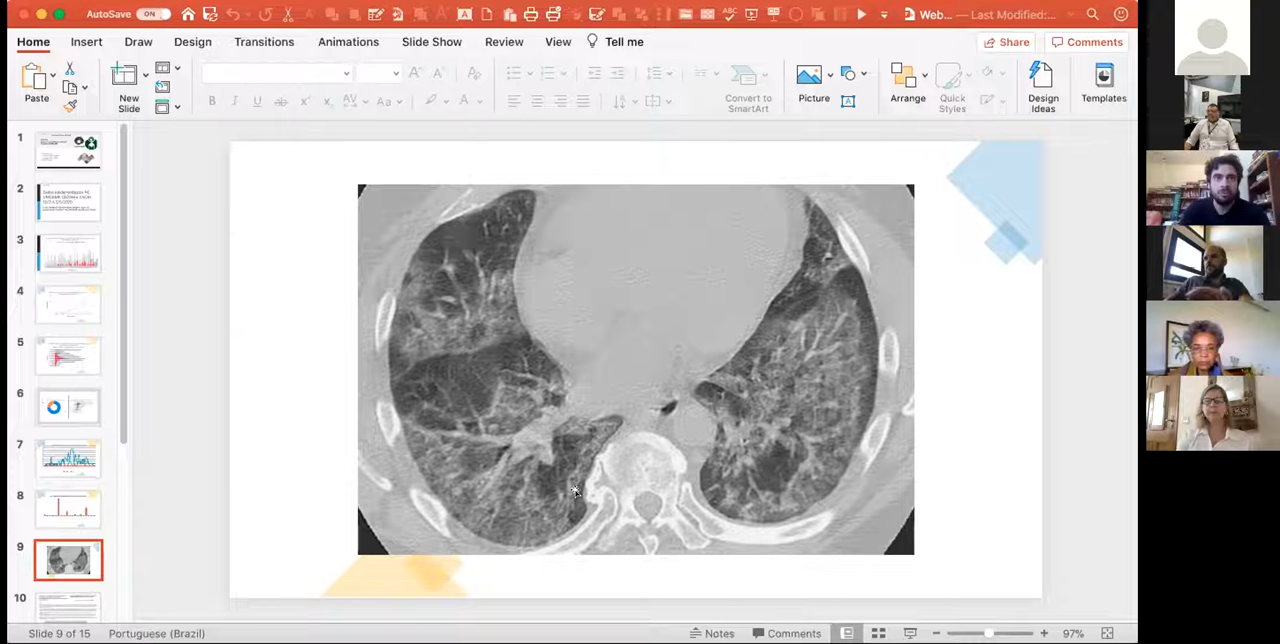 AutoSave ON
Web... — Last Modified:...
Home Insert Draw Design Transitions Animations Slide Show Review View Tell me
Share Comments
Paste
New
Slide
Convert to
SmartArt
Picture
Arrange
Quick
Styles
Design
Ideas
Templates
1
2
3
4
5
6
7
8
9
10
Slide 9 of 15 Portuguese (Brazil) Notes Comments 97%